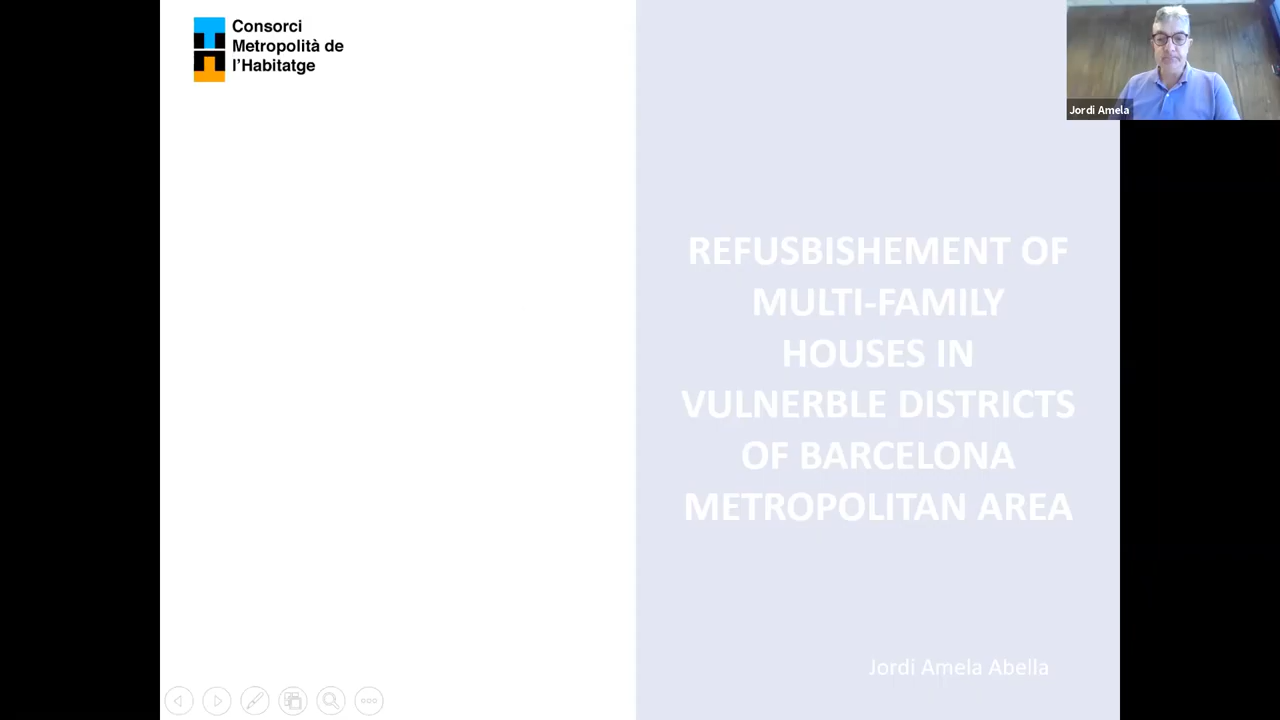 Consorci
Metropolità de
l'Habitatge
Jordi Amela
REFUSBISHEMENT OF
MULTI-FAMILY
HOUSES IN
VULNERBLE DISTRICTS
OF BARCELONA
METROPOLITAN AREA
Jordi Amela Abella